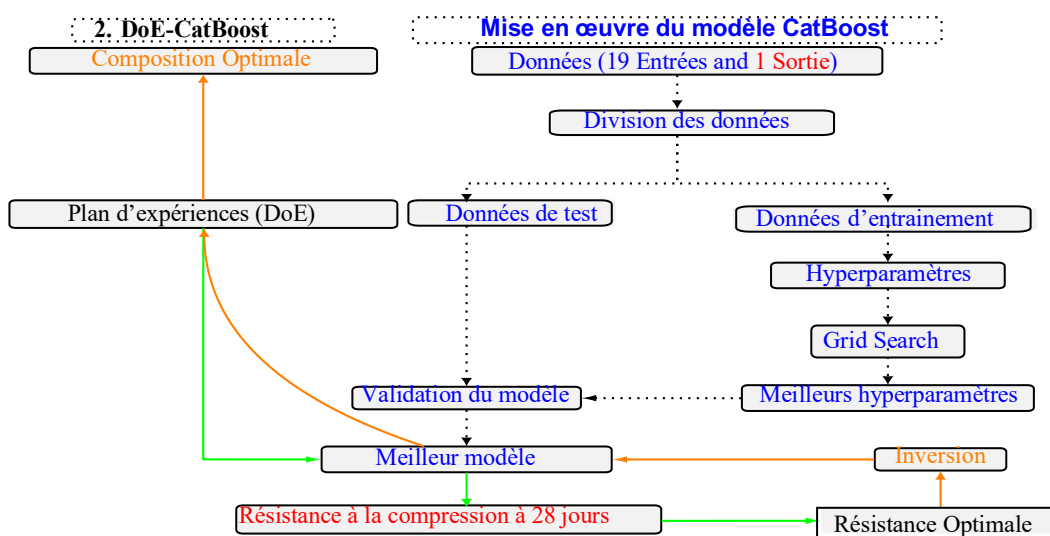 2. DoE-CatBoost
Mise en œuvre du modèle CatBoost
Composition Optimale
Données (19 Entrées and 1 Sortie)
Division des données
Plan d’expériences (DoE)
Données de test
Données d’entrainement
Hyperparamètres
Grid Search
Validation du modèle
Meilleurs hyperparamètres
Meilleur modèle
Inversion
Résistance à la compression à 28 jours
Résistance Optimale